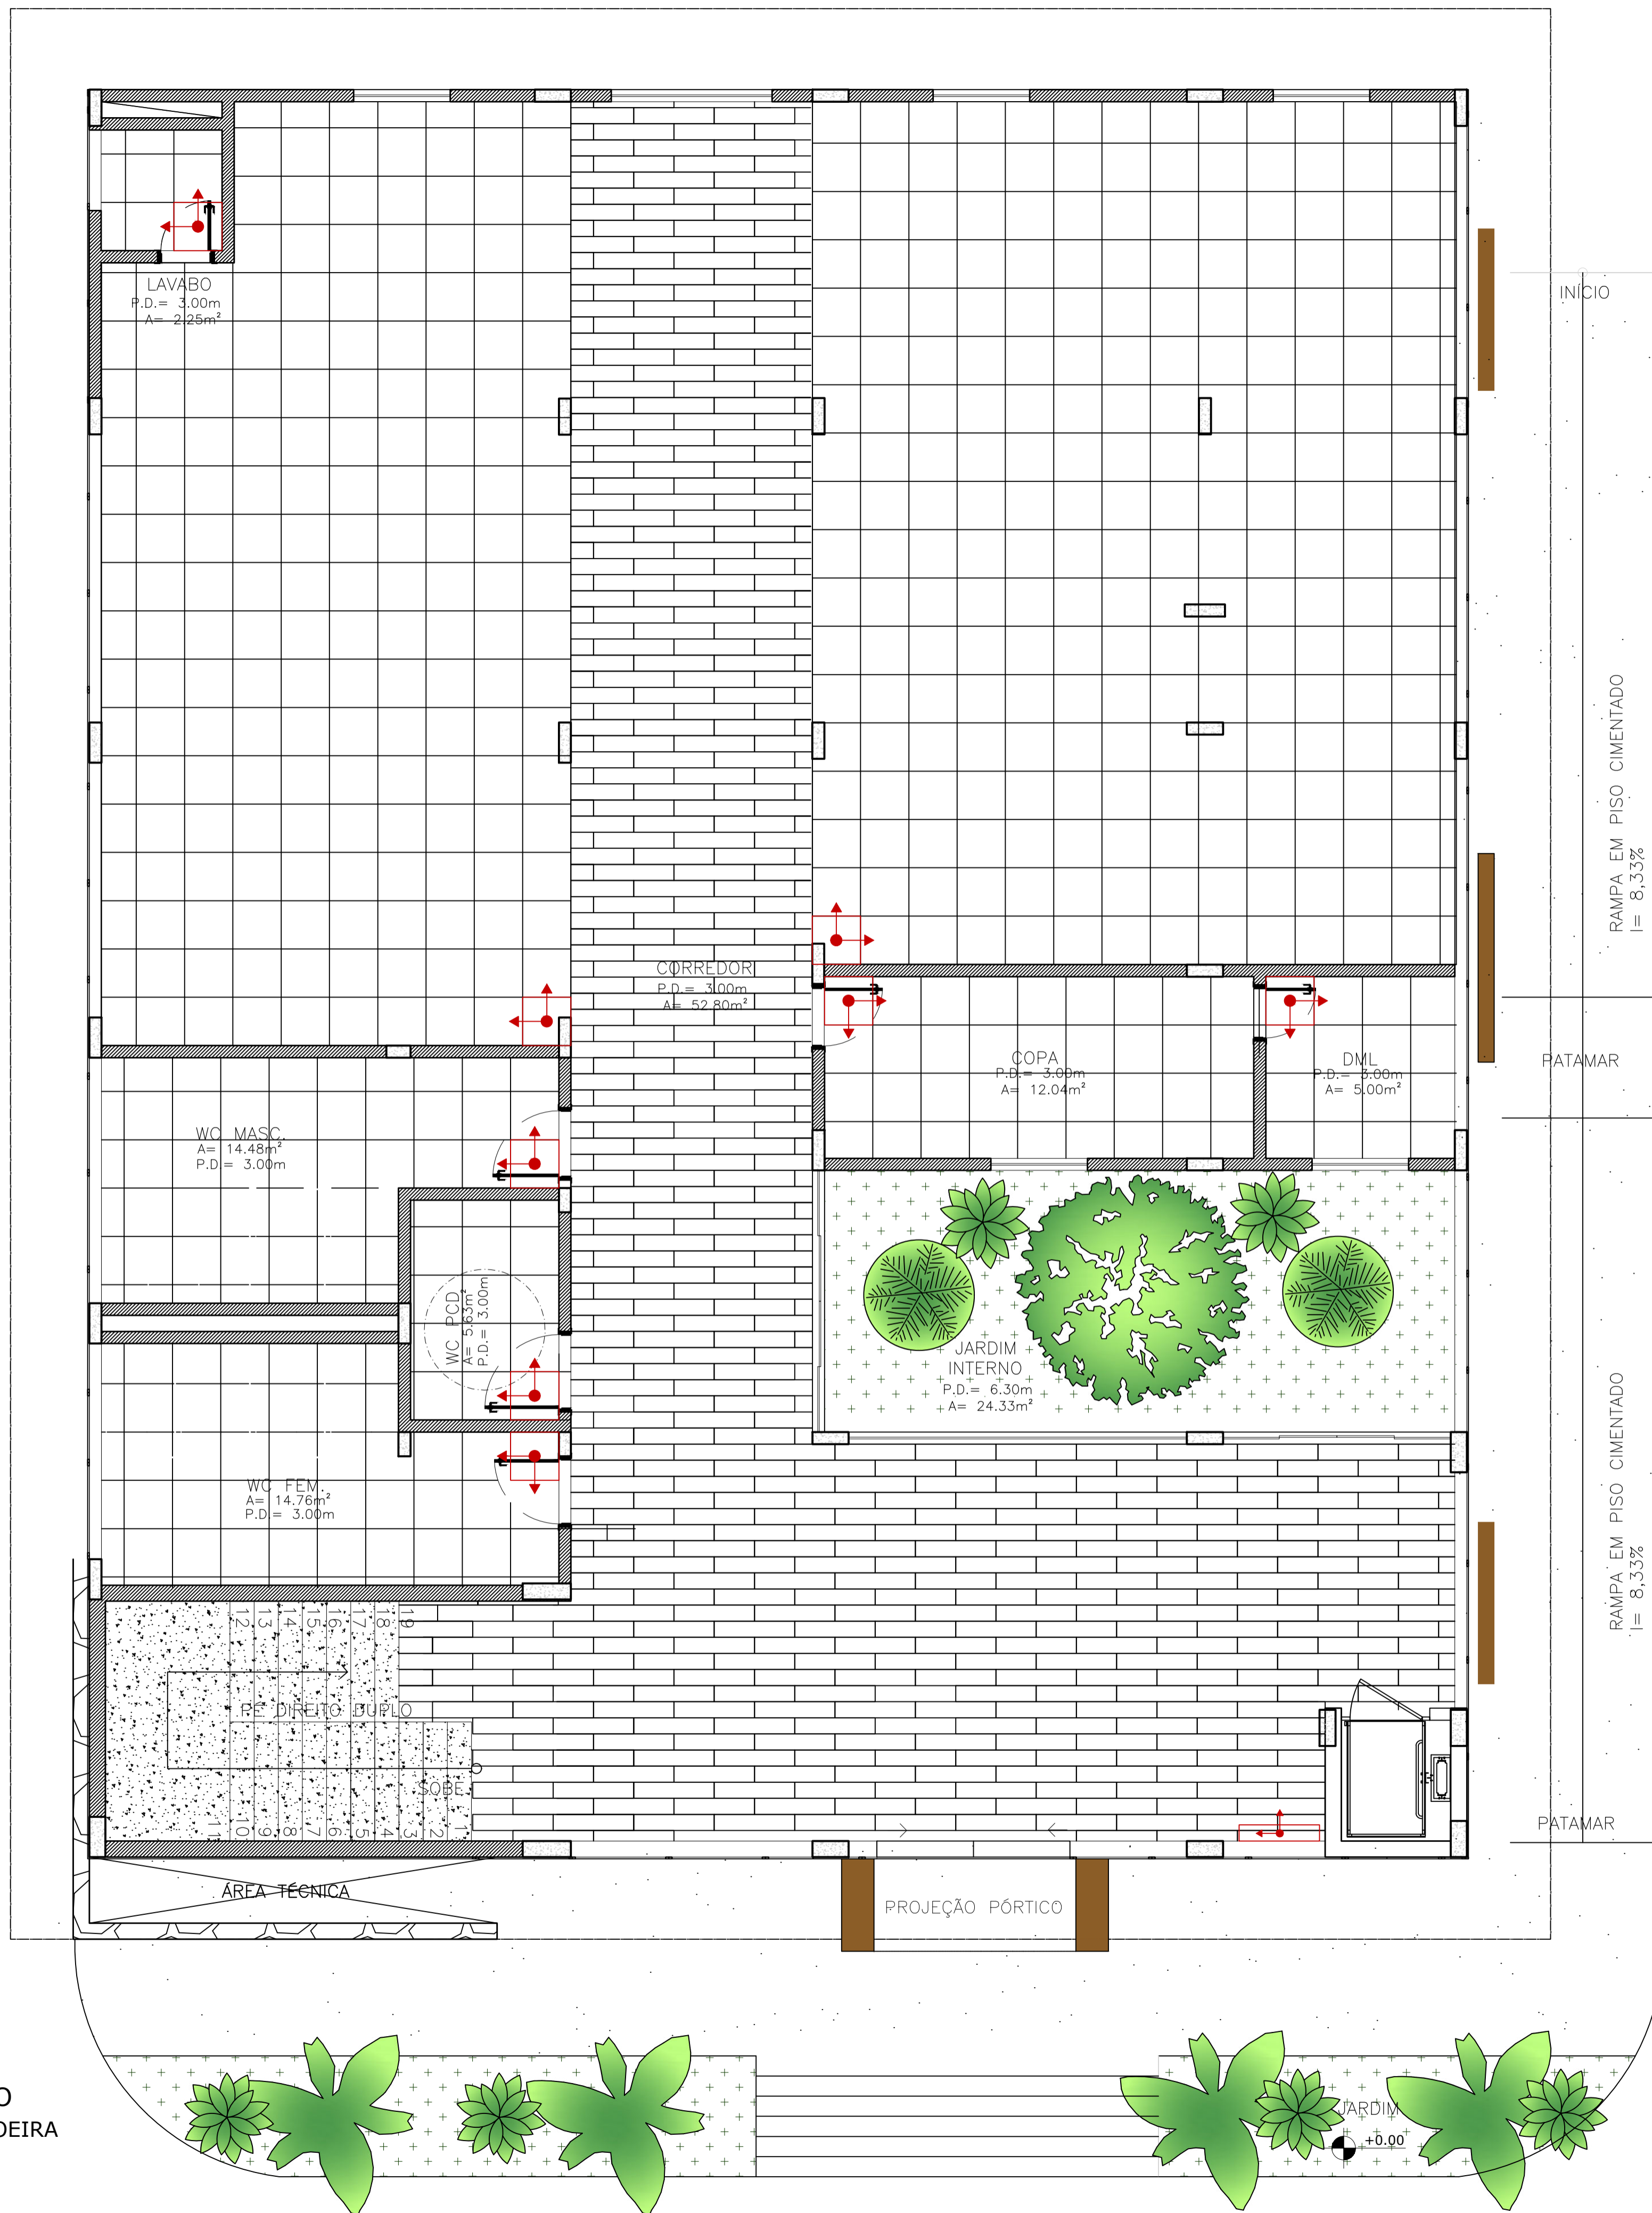 LAVABO
P.D.= 3.00m
A= 2.25m²
INÍCIO
RAMPA EM PISO CIMENTADO
I= 8,33%
CORREDOR
P.D.= 3.00m
A= 52.80m²
COPA
P.D.= 3.00m
A= 12.04m²
DML
P.D.= 3.00m
A= 5.00m²
PATAMAR
WC MASC.
A= 14.48m²
P.D.= 3.00m
WC PCD
A= 5.63m²
P.D.= 3.00m
JARDIM
INTERNO
P.D.= 6.30m
A= 24.33m²
RAMPA EM PISO CIMENTADO
I= 8,33%
WC FEM.
A= 14.76m²
P.D.= 3.00m
12 13 14 15 16 17 18 19
PÉ DIREITO DUPLO
SOBE
11 10 9 8 7 6 5 4 3 2 1
PATAMAR
ÁREA TÉCNICA
PROJEÇÃO PÓRTICO
O
DEIRA
JARDIM
+0.00